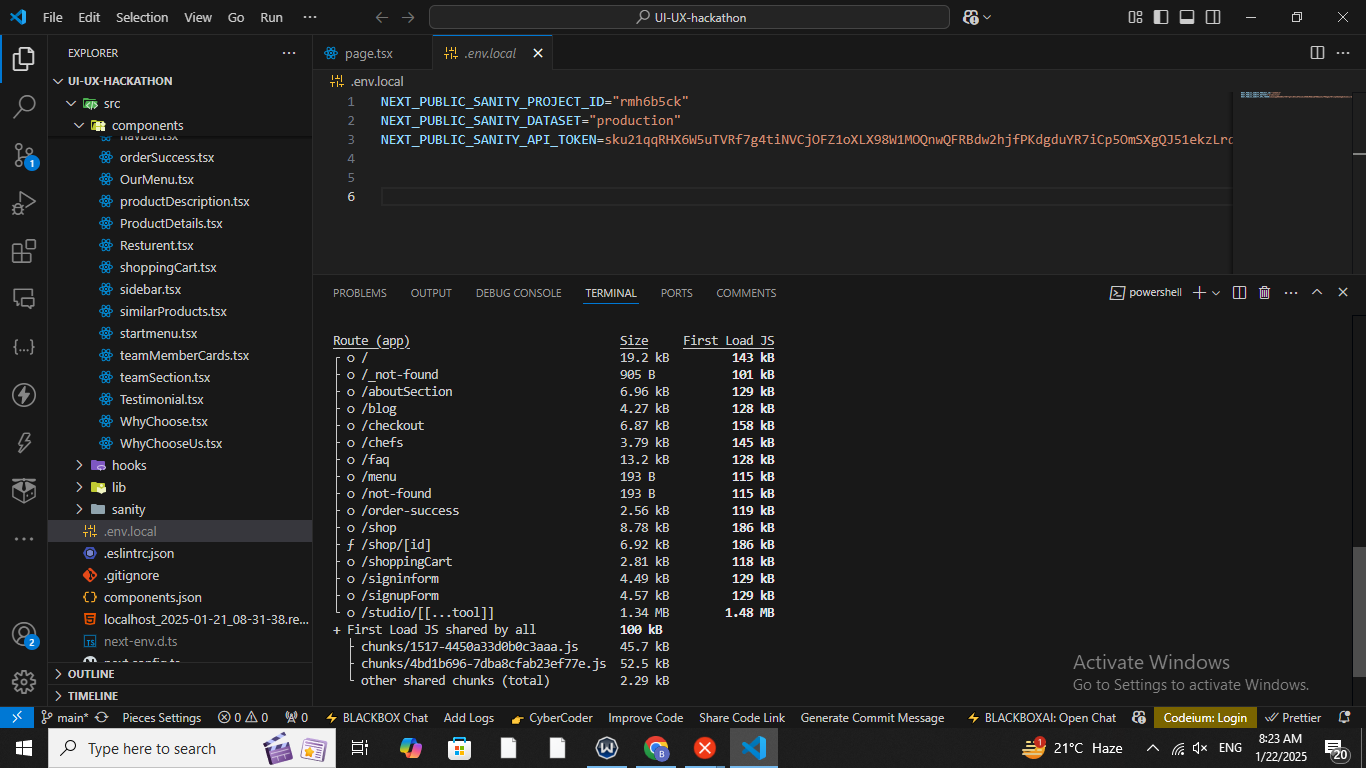 File Edit Selection View Go Run ...
UI-UX-hackathon
EXPLORER
UI-UX-HACKATHON
src
components
navbar.tsx
orderSuccess.tsx
OurMenu.tsx
productDescription.tsx
ProductDetails.tsx
Resturent.tsx
shoppingCart.tsx
sidebar.tsx
similarProducts.tsx
startmenu.tsx
teamMemberCards.tsx
teamSection.tsx
Testimonial.tsx
WhyChoose.tsx
WhyChooseUs.tsx
hooks
lib
sanity
.env.local
.eslintrc.json
.gitignore
components.json
localhost_2025-01-21_08-31-38.re...
next-env.d.ts
next.config.ts
OUTLINE
TIMELINE
page.tsx
.env.local
.env.local
1 NEXT_PUBLIC_SANITY_PROJECT_ID="rmh6b5ck"
2 NEXT_PUBLIC_SANITY_DATASET="production"
3 NEXT_PUBLIC_SANITY_API_TOKEN=
4
5
6
PROBLEMS OUTPUT DEBUG CONSOLE TERMINAL PORTS COMMENTS
powershell
Route (app) Size First Load JS
┌ ○ / 19.2 kB 143 kB
├ ○ /_not-found 905 B 101 kB
├ ○ /aboutSection 6.96 kB 129 kB
├ ○ /blog 4.27 kB 128 kB
├ ○ /checkout 6.87 kB 158 kB
├ ○ /chefs 3.79 kB 145 kB
├ ○ /faq 13.2 kB 128 kB
├ ○ /menu 193 B 115 kB
├ ○ /not-found 193 B 115 kB
├ ○ /order-success 2.56 kB 119 kB
├ ○ /shop 8.78 kB 186 kB
├ ƒ /shop/[id] 6.92 kB 186 kB
├ ○ /shoppingCart 2.81 kB 118 kB
├ ○ /signinform 4.49 kB 129 kB
├ ○ /signupForm 4.57 kB 129 kB
└ ○ /studio/[[...tool]] 1.34 MB 1.48 MB
+ First Load JS shared by all 100 kB
├ chunks/1517-4450a33d0b0c3aaa.js 45.7 kB
├ chunks/4bd1b696-7dba8cfab23ef77e.js 52.5 kB
└ other shared chunks (total) 2.29 kB
Activate Windows
Go to Settings to activate Windows.
1
2
main* Pieces Settings 0 0 0 BLACKBOX Chat Add Logs CyberCoder Improve Code Share Code Link Generate Commit Message BLACKBOXAI: Open Chat Codeium: Login Prettier
Type here to search
B
1
21°C Haze
ENG
8:23 AM
1/22/2025
20